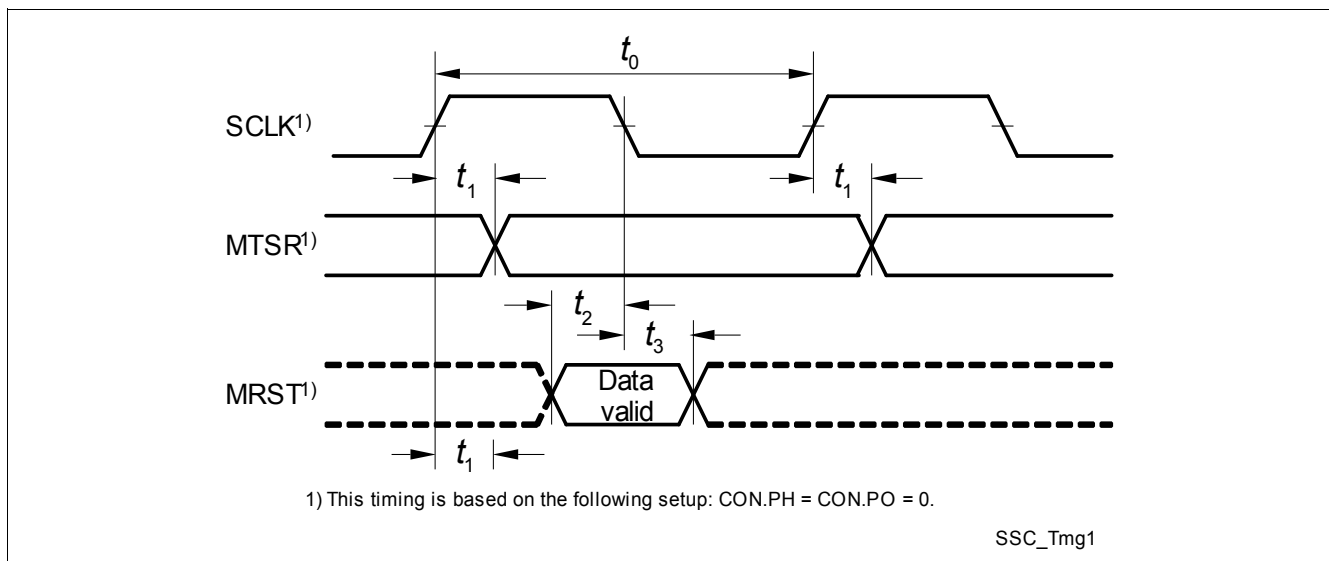 t0
SCLK1)
t1 t1
MTSR1)
t2
t3
MRST1)
Data
valid
t1
1) This timing is based on the following setup: CON.PH = CON.PO = 0.
SSC_Tmg1